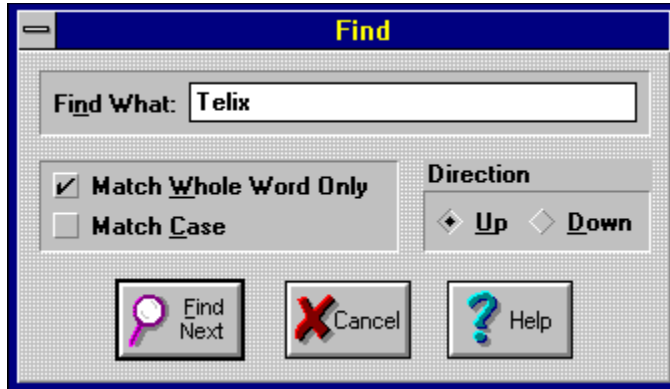 Find
Find What: Telix
Match Whole Word Only
Match Case
Direction
Up Down
Find
Next
Cancel
Help